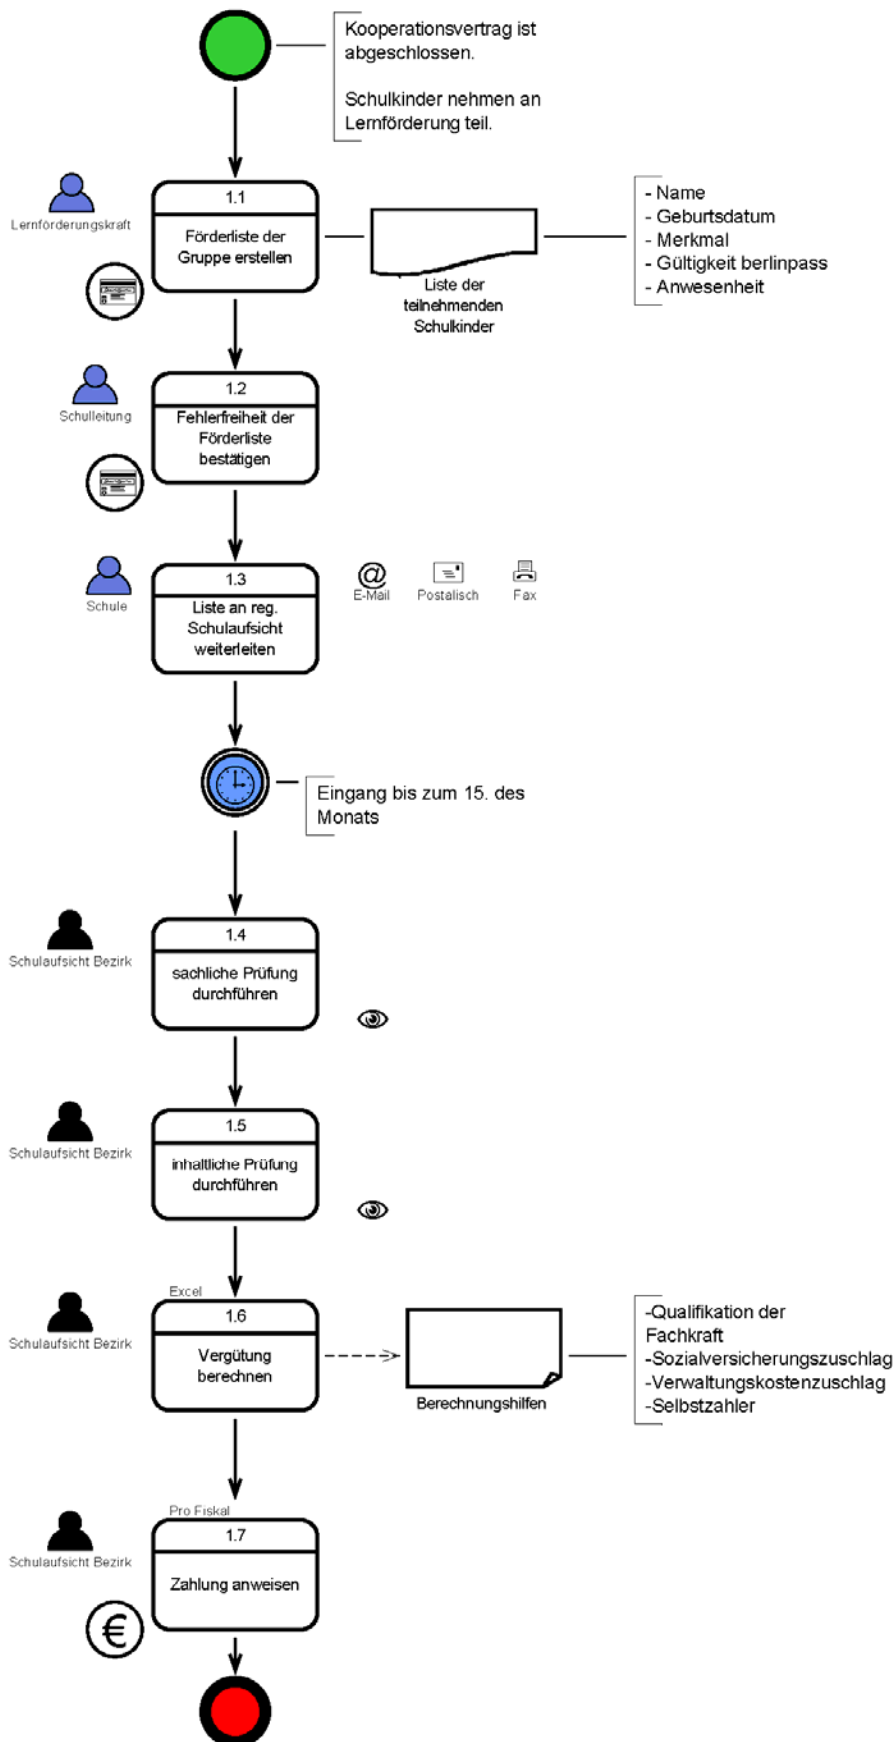 Kooperationsvertrag ist
abgeschlossen.
Schulkinder nehmen an
Lernförderung teil.
Lernförderungskraft
1.1
Förderliste der
Gruppe erstellen
Liste der
teilnehmenden
Schulkinder
- Name
- Geburtsdatum
- Merkmal
- Gültigkeit berlinpass
- Anwesenheit
Schulleitung
1.2
Fehlerfreiheit der
Förderliste
bestätigen
Schule
1.3
Liste an reg.
Schulaufsicht
weiterleiten
@
E-Mail
Postalisch
Fax
Eingang bis zum 15. des
Monats
Schulaufsicht Bezirk
1.4
sachliche Prüfung
durchführen
Schulaufsicht Bezirk
1.5
inhaltliche Prüfung
durchführen
Schulaufsicht Bezirk
Excel
1.6
Vergütung
berechnen
Berechnungshilfen
-Qualifikation der
Fachkraft
-Sozialversicherungszuschlag
-Verwaltungskostenzuschlag
-Selbstzahler
Schulaufsicht Bezirk
Pro Fiskal
1.7
Zahlung anweisen
€